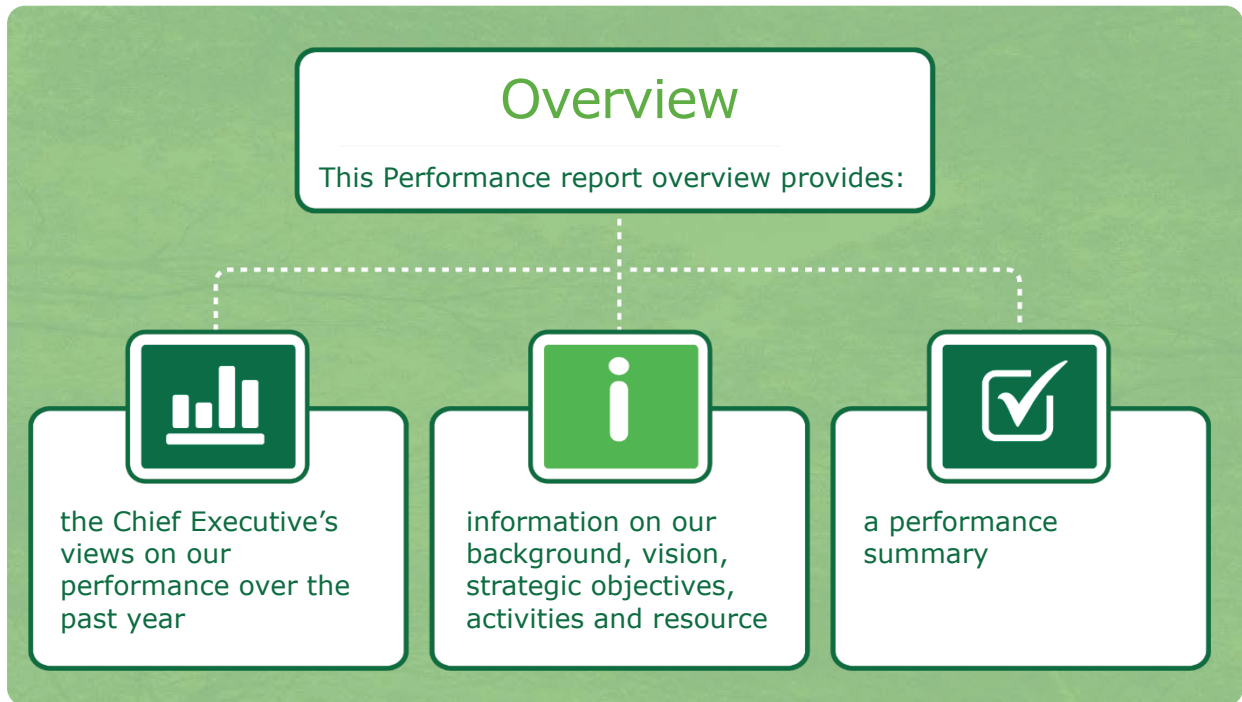 Overview
This Performance report overview provides:
the Chief Executive’s
views on our
performance over the
past year
information on our
background, vision,
strategic objectives,
activities and resource
a performance
summary